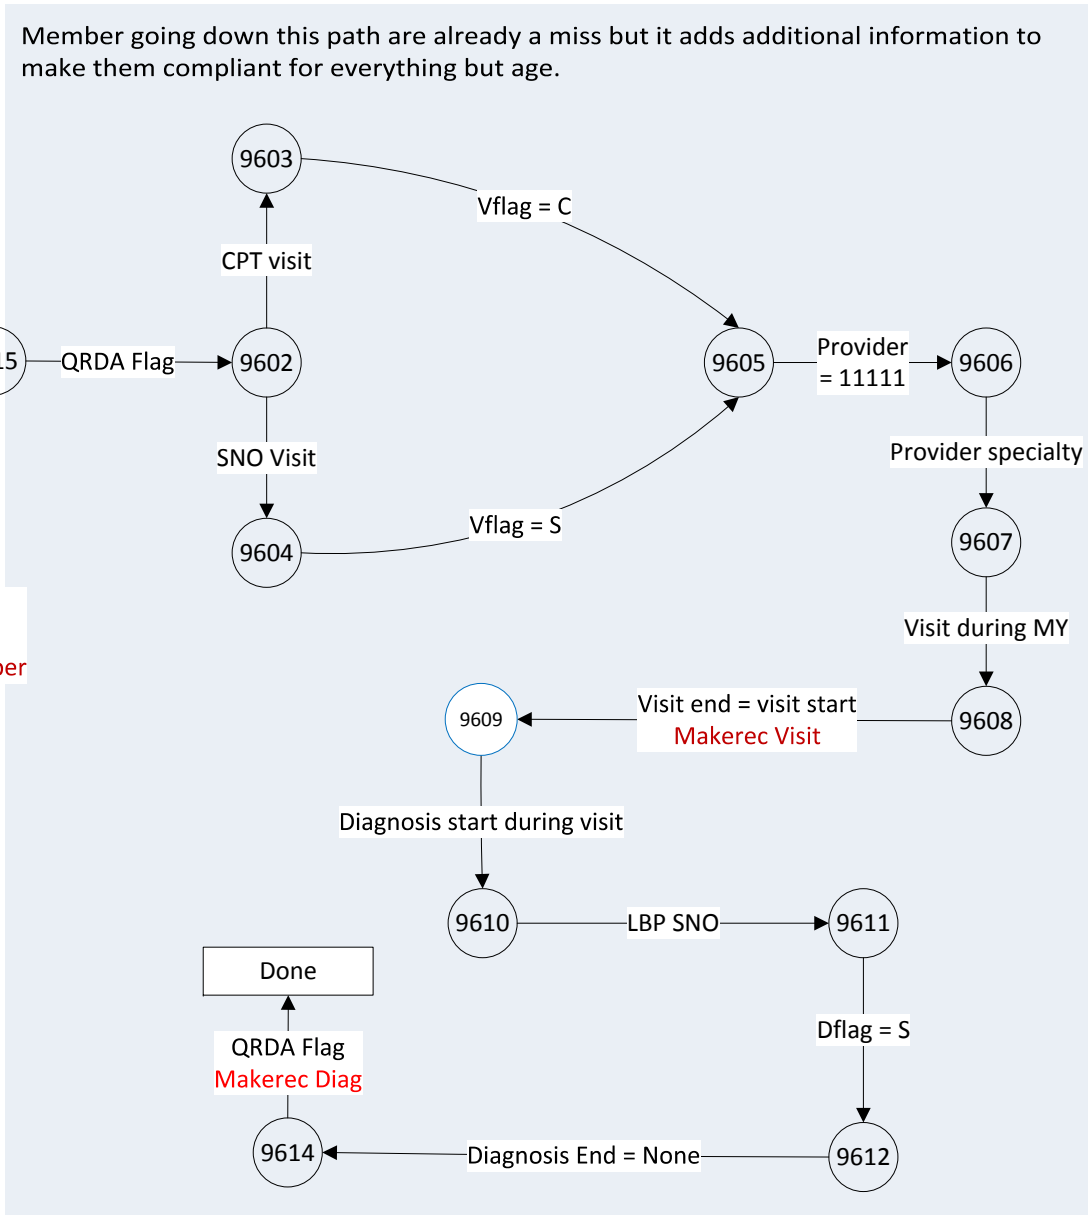 Member going down this path are already a miss but it adds additional information to
make them compliant for everything but age.
9603
Vflag = C
CPT visit
15
QRDA Flag
9602
9605
Provider
= 11111
9606
SNO Visit
Provider specialty
Vflag = S
9604
9607
Visit during MY
Visit end = visit start
Makerec Visit
9609
9608
Diagnosis start during visit
9610
LBP SNO
9611
Done
Dflag = S
QRDA Flag
Makerec Diag
9614
Diagnosis End = None
9612